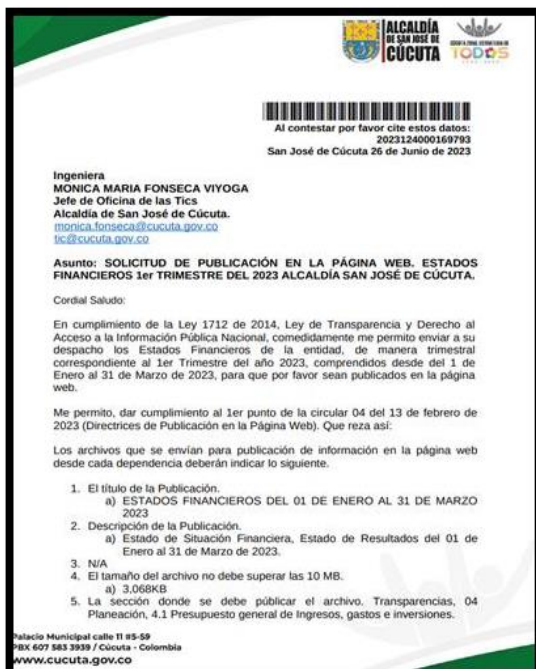 ALCALDÍA
DE SAN JOSÉ DE
CÚCUTA
TODOS
Al contestar por favor cite estos datos:
2023124000169793
San José de Cúcuta 26 de Junio de 2023
Ingeniera
MONICA MARIA FONSECA VIYOGA
Jefe de Oficina de las Tics
Alcaldía de San José de Cúcuta.
monica.fonseca@cucuta.gov.co
tic@cucuta.gov.co
Asunto: SOLICITUD DE PUBLICACIÓN EN LA PÁGINA WEB. ESTADOS
FINANCIEROS 1er TRIMESTRE DEL 2023 ALCALDÍA SAN JOSÉ DE CÚCUTA.
Cordial Saludo:
En cumplimiento de la Ley 1712 de 2014, Ley de Transparencia y Derecho al
Acceso a la Información Pública Nacional, comedidamente me permito enviar a su
despacho los Estados Financieros de la entidad, de manera trimestral
correspondiente al 1er Trimestre del año 2023, comprendidos desde del 1 de
Enero al 31 de Marzo de 2023, para que por favor sean publicados en la página
web.
Me permito, dar cumplimiento al 1er punto de la circular 04 del 13 de febrero de
2023 (Directrices de Publicación en la Página Web). Que reza así:
Los archivos que se envían para publicación de información en la página web
desde cada dependencia deberán indicar lo siguiente.
1. El título de la Publicación.
a) ESTADOS FINANCIEROS DEL 01 DE ENERO AL 31 DE MARZO
2023
2. Descripción de la Publicación.
a) Estado de Situación Financiera, Estado de Resultados del 01 de
Enero al 31 de Marzo de 2023.
3. N/A
4. El tamaño del archivo no debe superar las 10 MB.
a) 3,068KB
5. La sección donde se debe públicar el archivo. Transparencias, 04
Planeación, 4.1 Presupuesto general de Ingresos, gastos e inversiones.
Palacio Municipal calle 11 #5-59
PBX 607 583 3939 / Cúcuta - Colombia
www.cucuta.gov.co